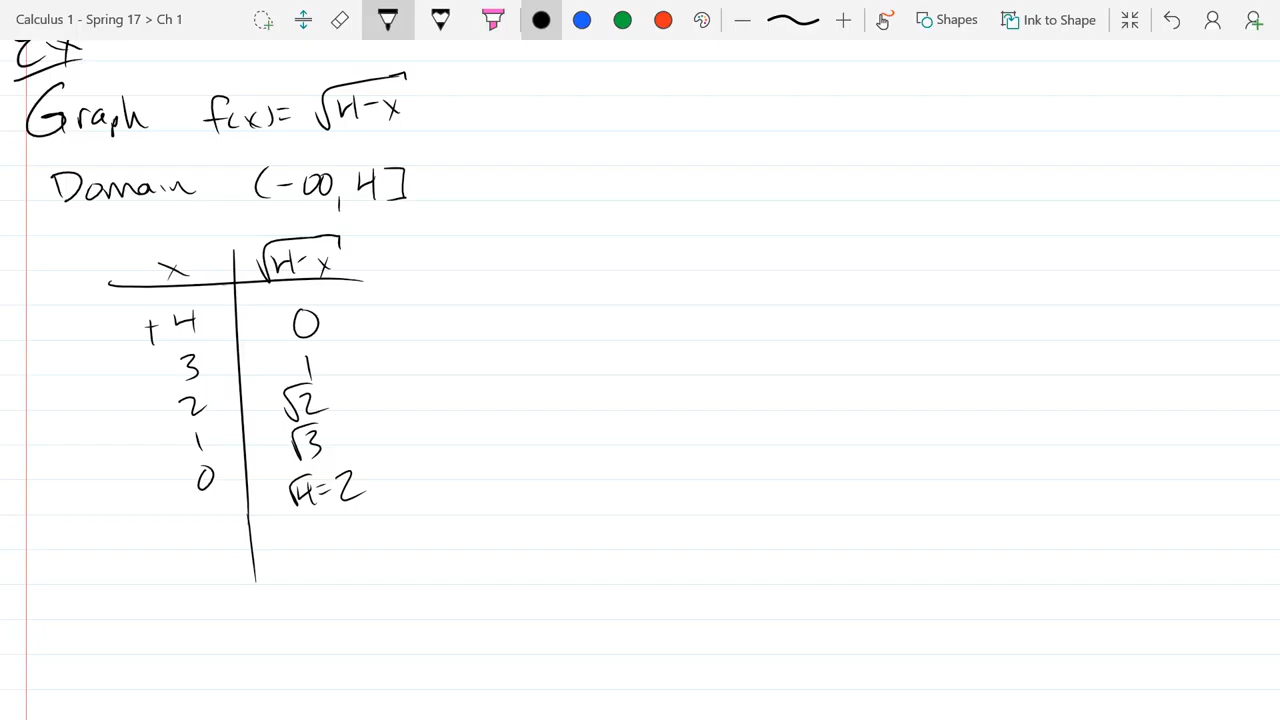 Calculus 1 - Spring 17 > Ch 1 Shapes Ink to Shape
Ex
Graph f(x)= √4-x
Domain (-∞, 4]
x √4-x
+4 0
3 1
2 √2
1 √3
0 √4=2